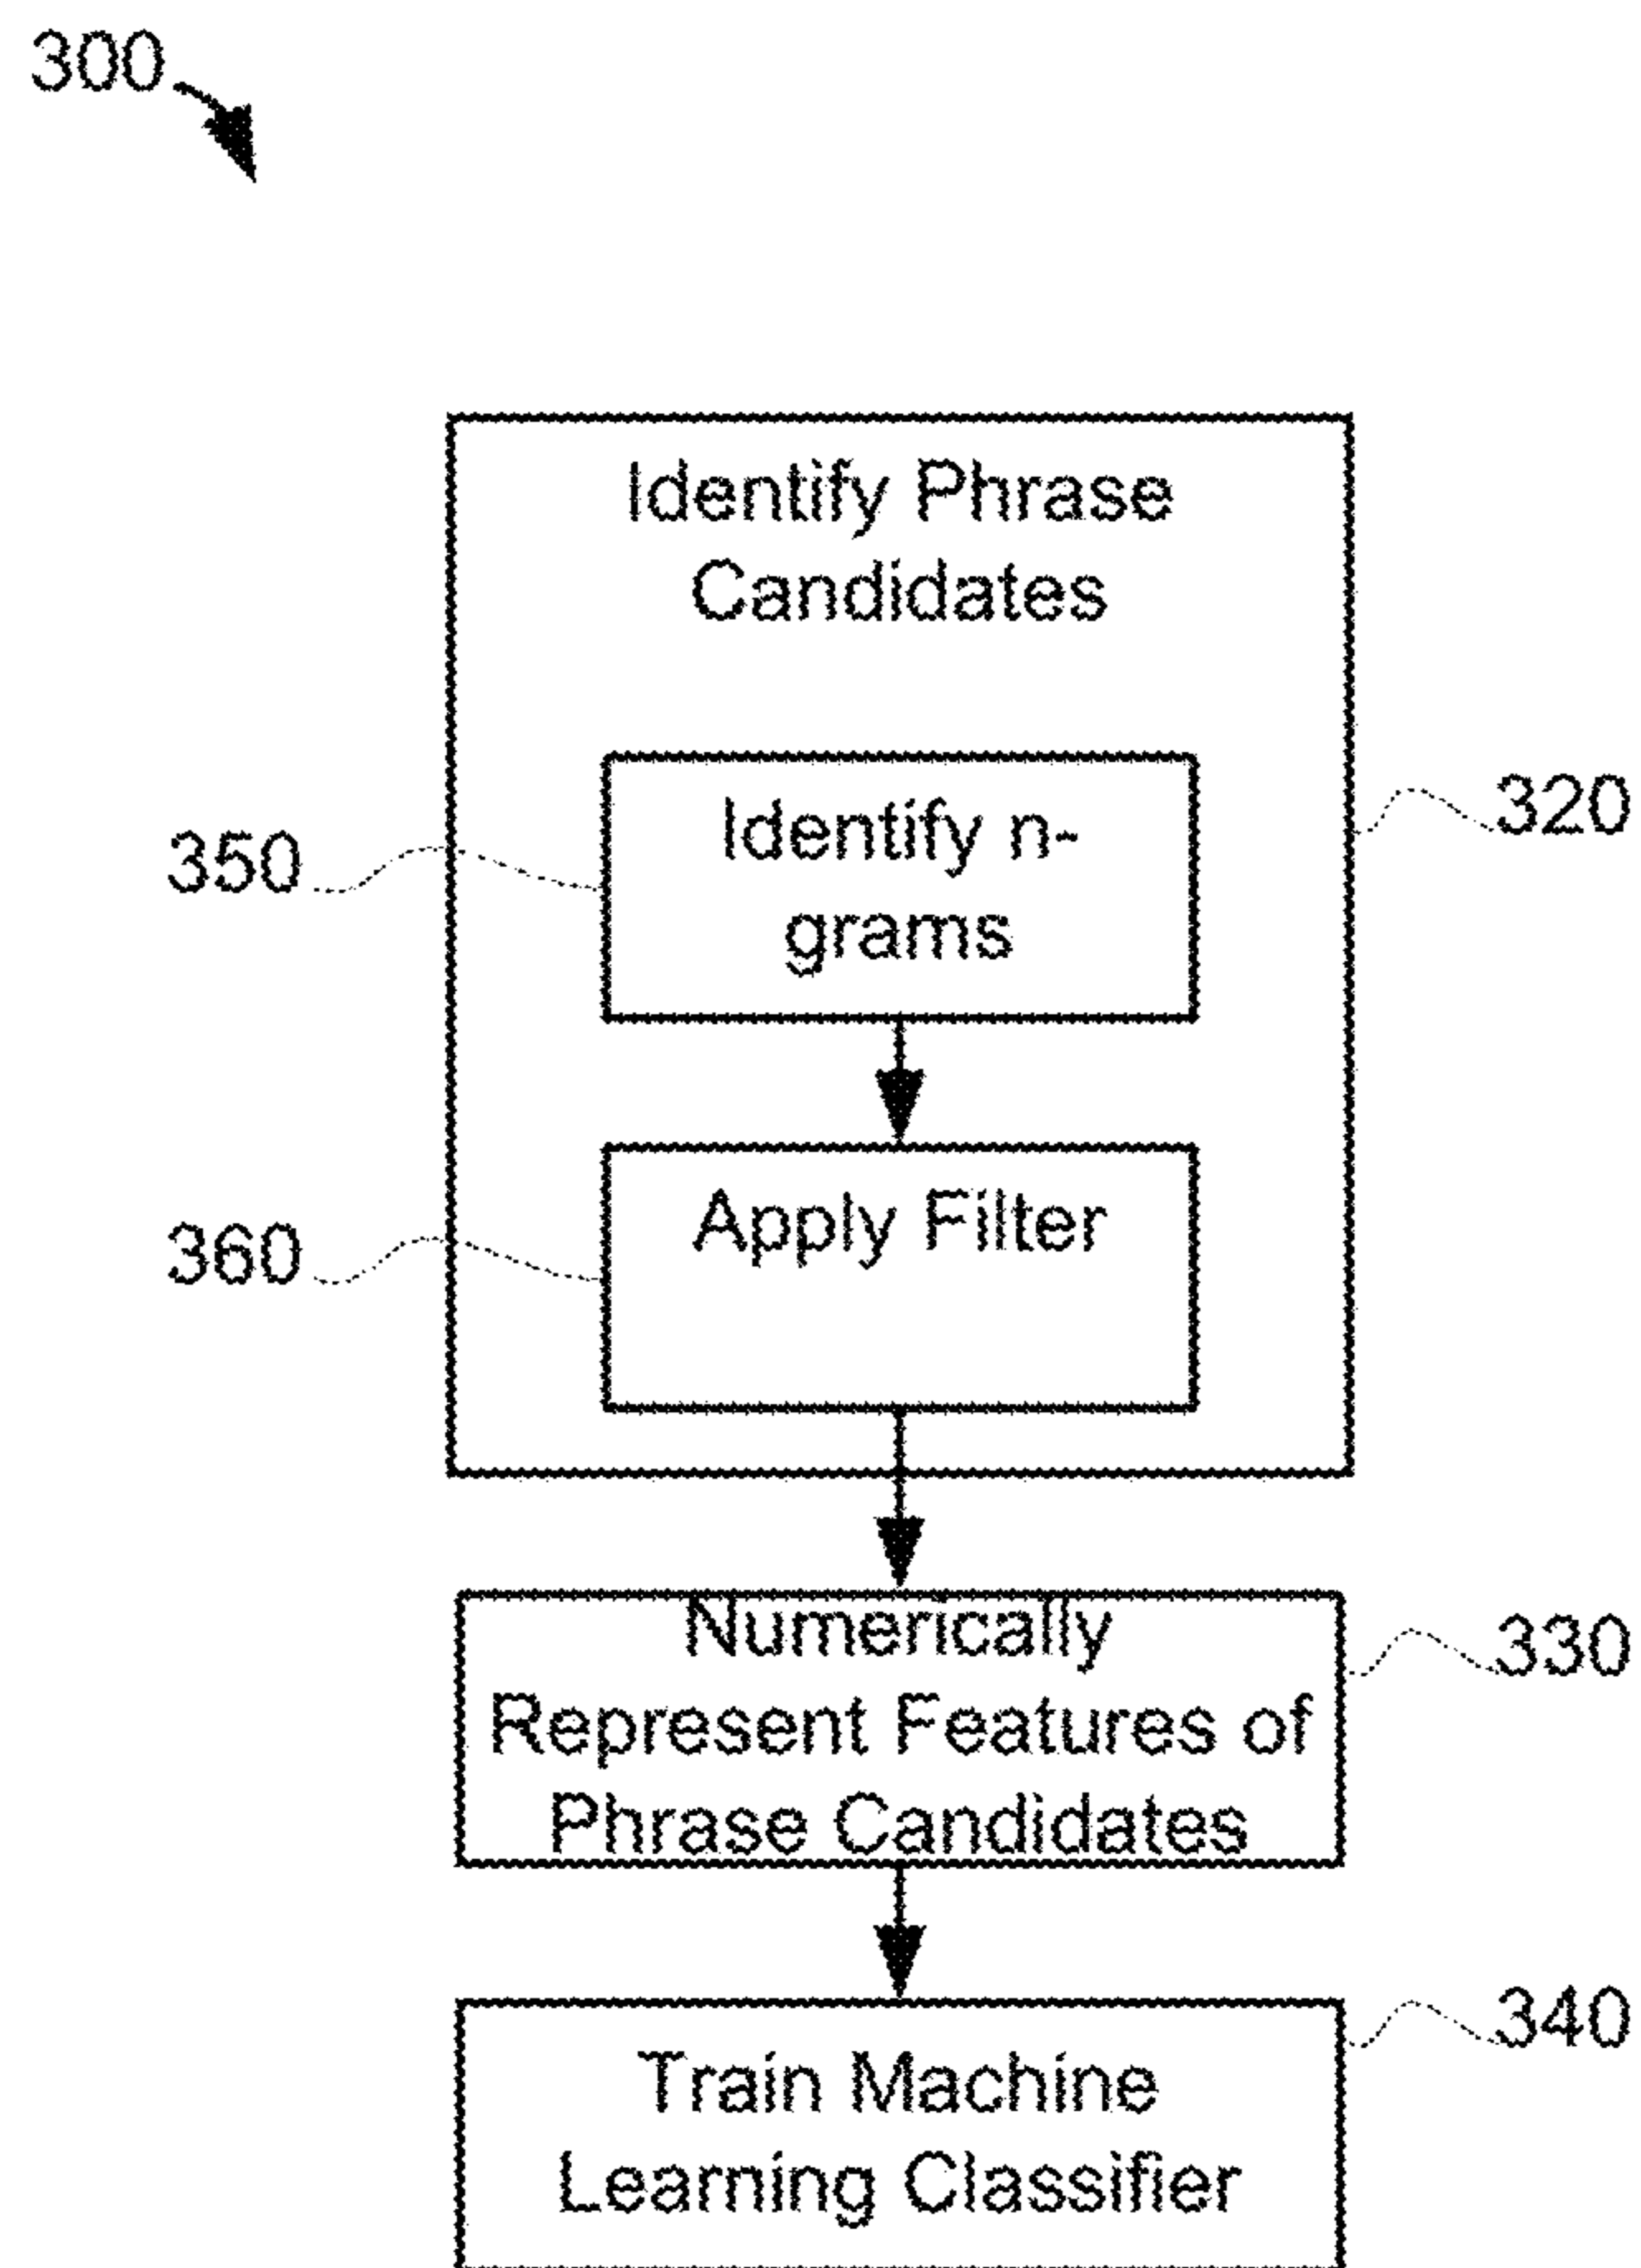 300
Identify Phrase
Candidates
320
350
Identify n-
grams
360
Apply Filter
Numerically
Represent Features of
Phrase Candidates
330
340
Train Machine
Learning Classifier